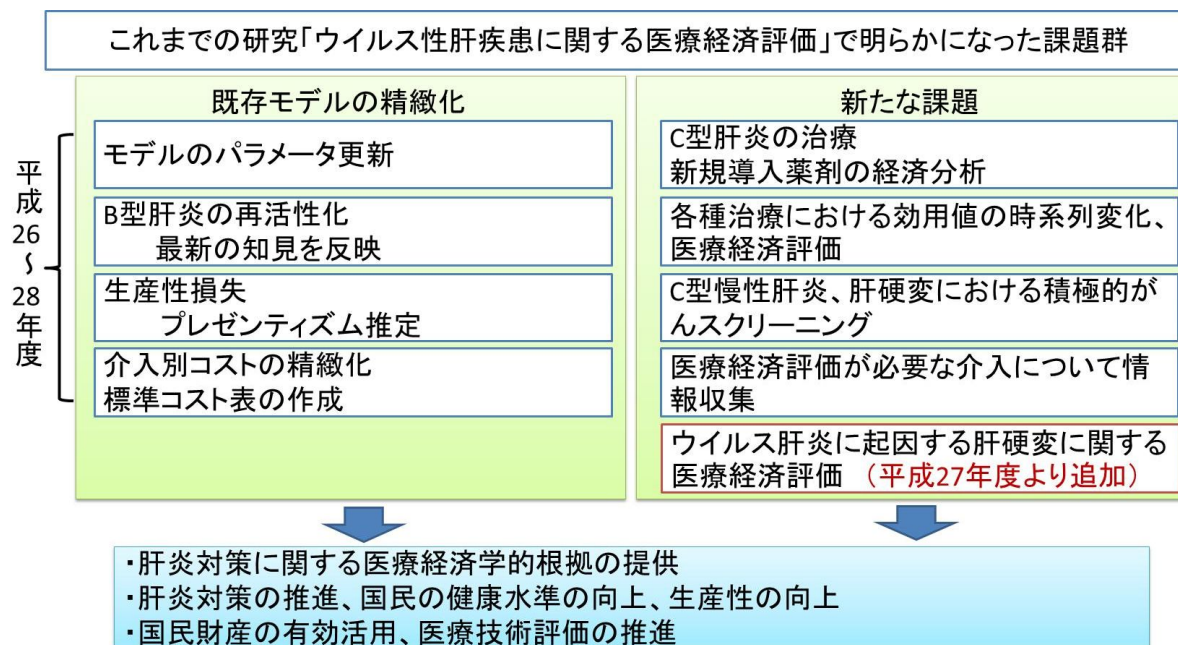 これまでの研究「ウイルス性肝疾患に関する医療経済評価」で明らかになった課題群
既存モデルの精緻化
平成26～28年度
モデルのパラメータ更新
B型肝炎の再活性化
最新の知見を反映
生産性損失
プレゼンティズム推定
介入別コストの精緻化
標準コスト表の作成
新たな課題
C型肝炎の治療
新規導入薬剤の経済分析
各種治療における効用値の時系列変化、
医療経済評価
C型慢性肝炎、肝硬変における積極的が
んスクリーニング
医療経済評価が必要な介入について情
報収集
ウイルス肝炎に起因する肝硬変に関する
医療経済評価 （平成27年度より追加）
・肝炎対策に関する医療経済学的根拠の提供
・肝炎対策の推進、国民の健康水準の向上、生産性の向上
・国民財産の有効活用、医療技術評価の推進